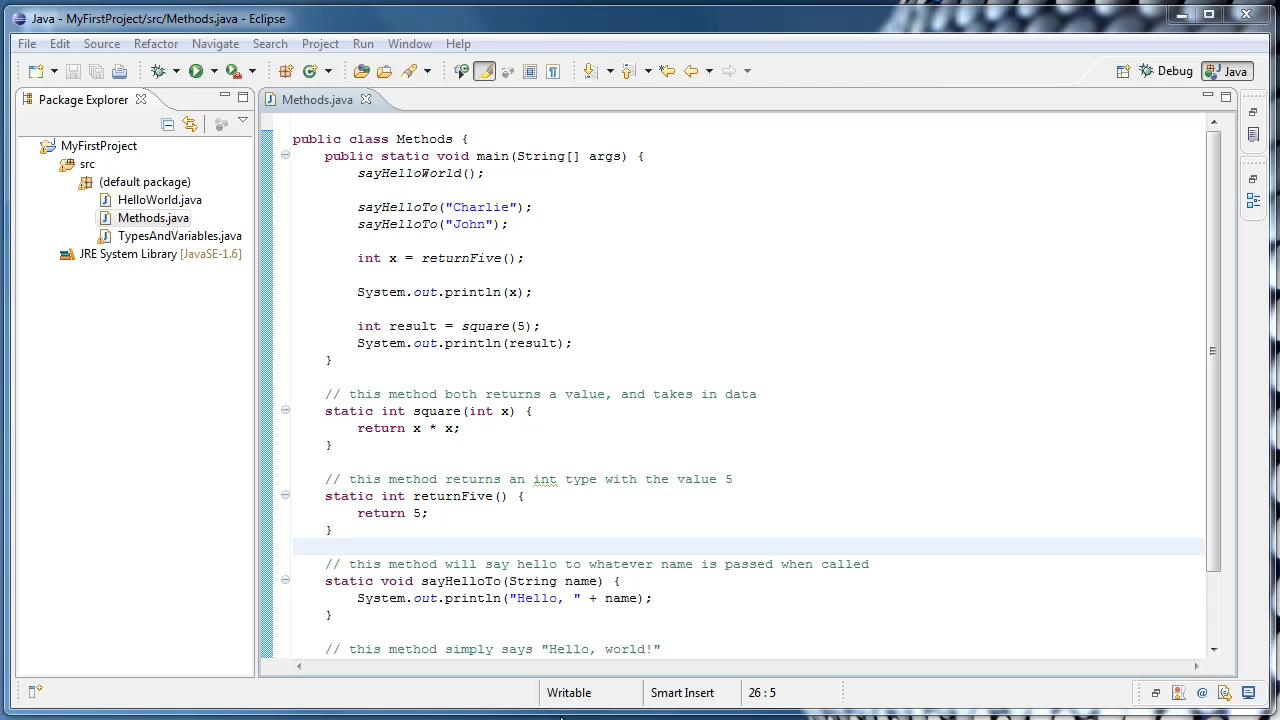 Java - MyFirstProject/src/Methods.java - Eclipse
File Edit Source Refactor Navigate Search Project Run Window Help
Debug Java
Package Explorer
MyFirstProject
src
(default package)
HelloWorld.java
Methods.java
TypesAndVariables.java
JRE System Library [JavaSE-1.6]
Methods.java
public class Methods {
public static void main(String[] args) {
sayHelloWorld();
sayHelloTo("Charlie");
sayHelloTo("John");
int x = returnFive();
System.out.println(x);
int result = square(5);
System.out.println(result);
}
// this method both returns a value, and takes in data
static int square(int x) {
return x * x;
}
// this method returns an int type with the value 5
static int returnFive() {
return 5;
}
// this method will say hello to whatever name is passed when called
static void sayHelloTo(String name) {
System.out.println("Hello, " + name);
}
// this method simply says "Hello, world!"
Writable Smart Insert 26 : 5